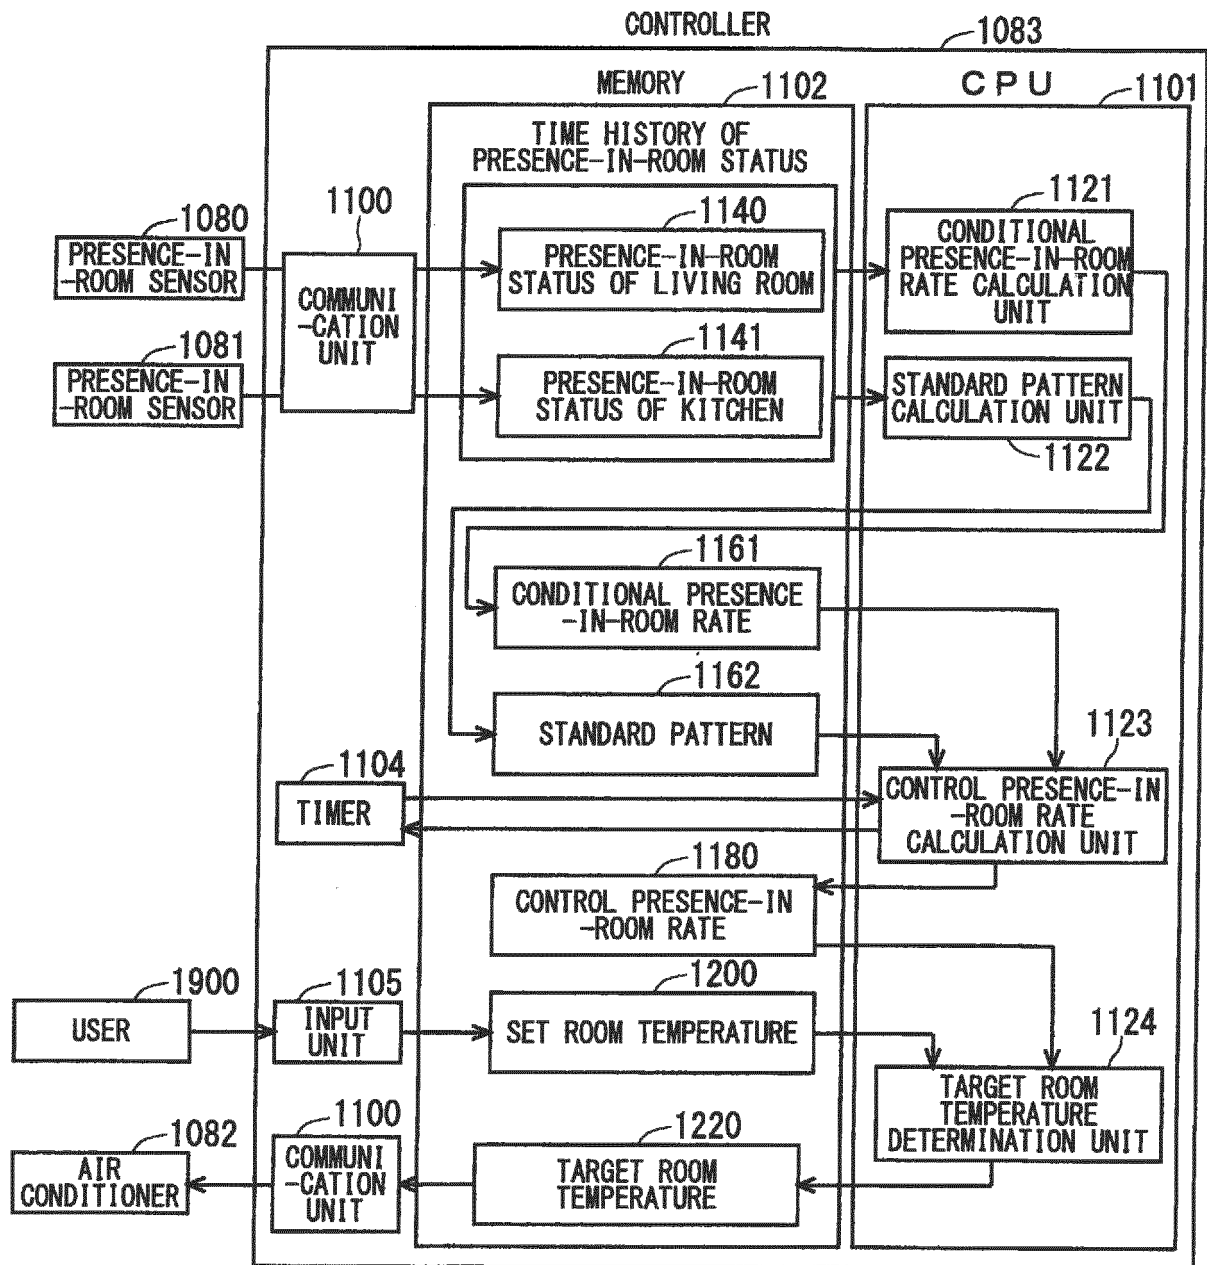 CONTROLLER
1083
MEMORY
1102
CPU
1101
TIME HISTORY OF
PRESENCE-IN-ROOM STATUS
1080
PRESENCE-IN
-ROOM SENSOR
1081
PRESENCE-IN
-ROOM SENSOR
1100
COMMUNI
-CATION
UNIT
1140
PRESENCE-IN-ROOM
STATUS OF LIVING ROOM
1141
PRESENCE-IN-ROOM
STATUS OF KITCHEN
1121
CONDITIONAL
PRESENCE-IN-ROOM
RATE CALCULATION
UNIT
STANDARD PATTERN
CALCULATION UNIT
1122
1161
CONDITIONAL PRESENCE
-IN-ROOM RATE
1162
STANDARD PATTERN
1104
TIMER
1123
CONTROL PRESENCE-IN
-ROOM RATE
CALCULATION UNIT
1180
CONTROL PRESENCE-IN
-ROOM RATE
1900
USER
1105
INPUT
UNIT
1200
SET ROOM TEMPERATURE
1124
TARGET ROOM
TEMPERATURE
DETERMINATION UNIT
1082
AIR
CONDITIONER
1100
COMMUNI
-CATION
UNIT
1220
TARGET ROOM
TEMPERATURE